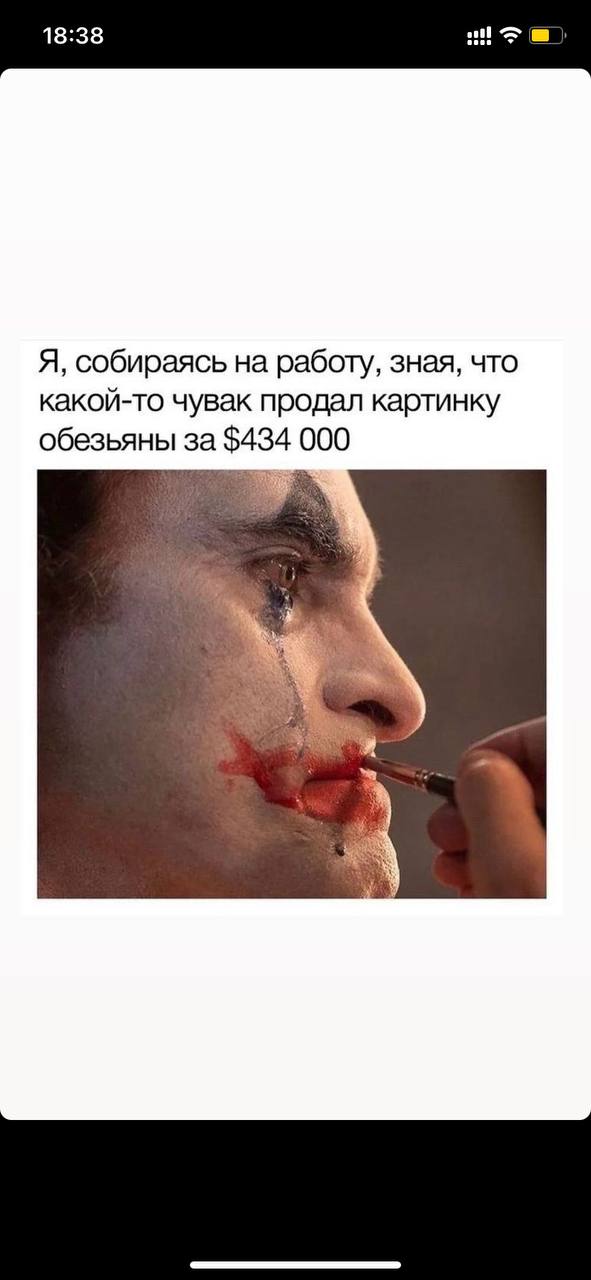 18:38
Я, собираясь на работу, зная, что
какой-то чувак продал картинку
обезьяны за $434 000